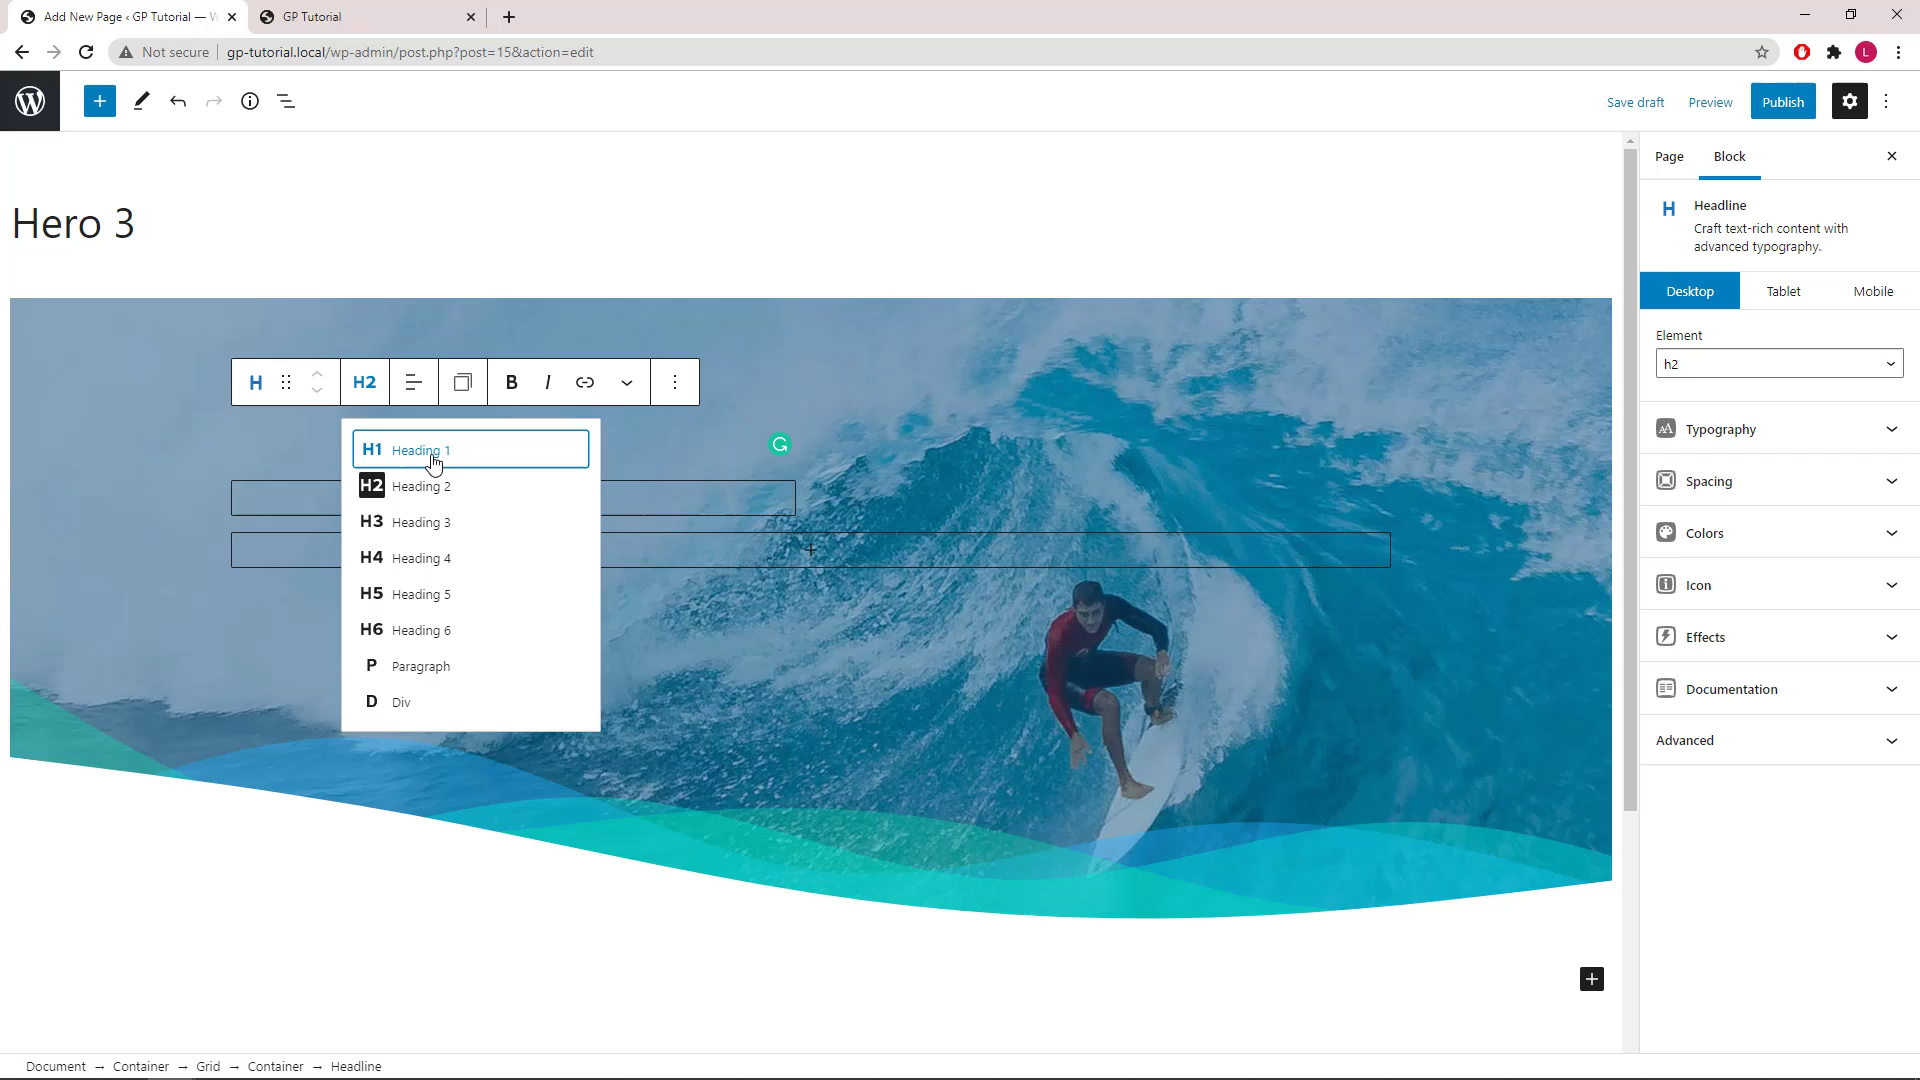 Add New Page ‹ GP Tutorial — W
GP Tutorial
Not secure
gp-tutorial.local/wp-admin/post.php?post=15&action=edit
L
Save draft
Preview
Publish
Page
Block
Hero 3
H
Headline
Craft text-rich content with
advanced typography.
Desktop
Tablet
Mobile
Element
h2
H
H2
B
I
H1 Heading 1
H2 Heading 2
H3 Heading 3
H4 Heading 4
H5 Heading 5
H6 Heading 6
P Paragraph
D Div
Typography
Spacing
Colors
Icon
Effects
Documentation
Advanced
Document → Container → Grid → Container → Headline